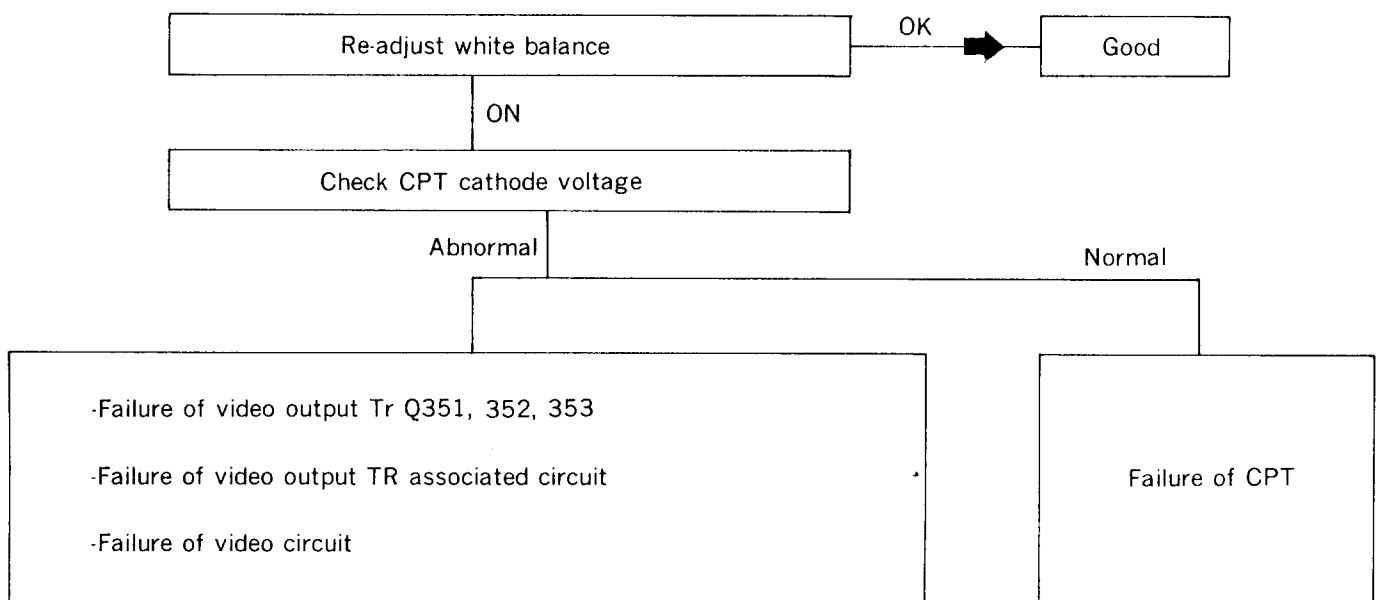 Re-adjust white balance
OK
Good
ON
Check CPT cathode voltage
Abnormal
Normal
-Failure of video output Tr Q351, 352, 353
-Failure of video output TR associated circuit
-Failure of video circuit
Failure of CPT